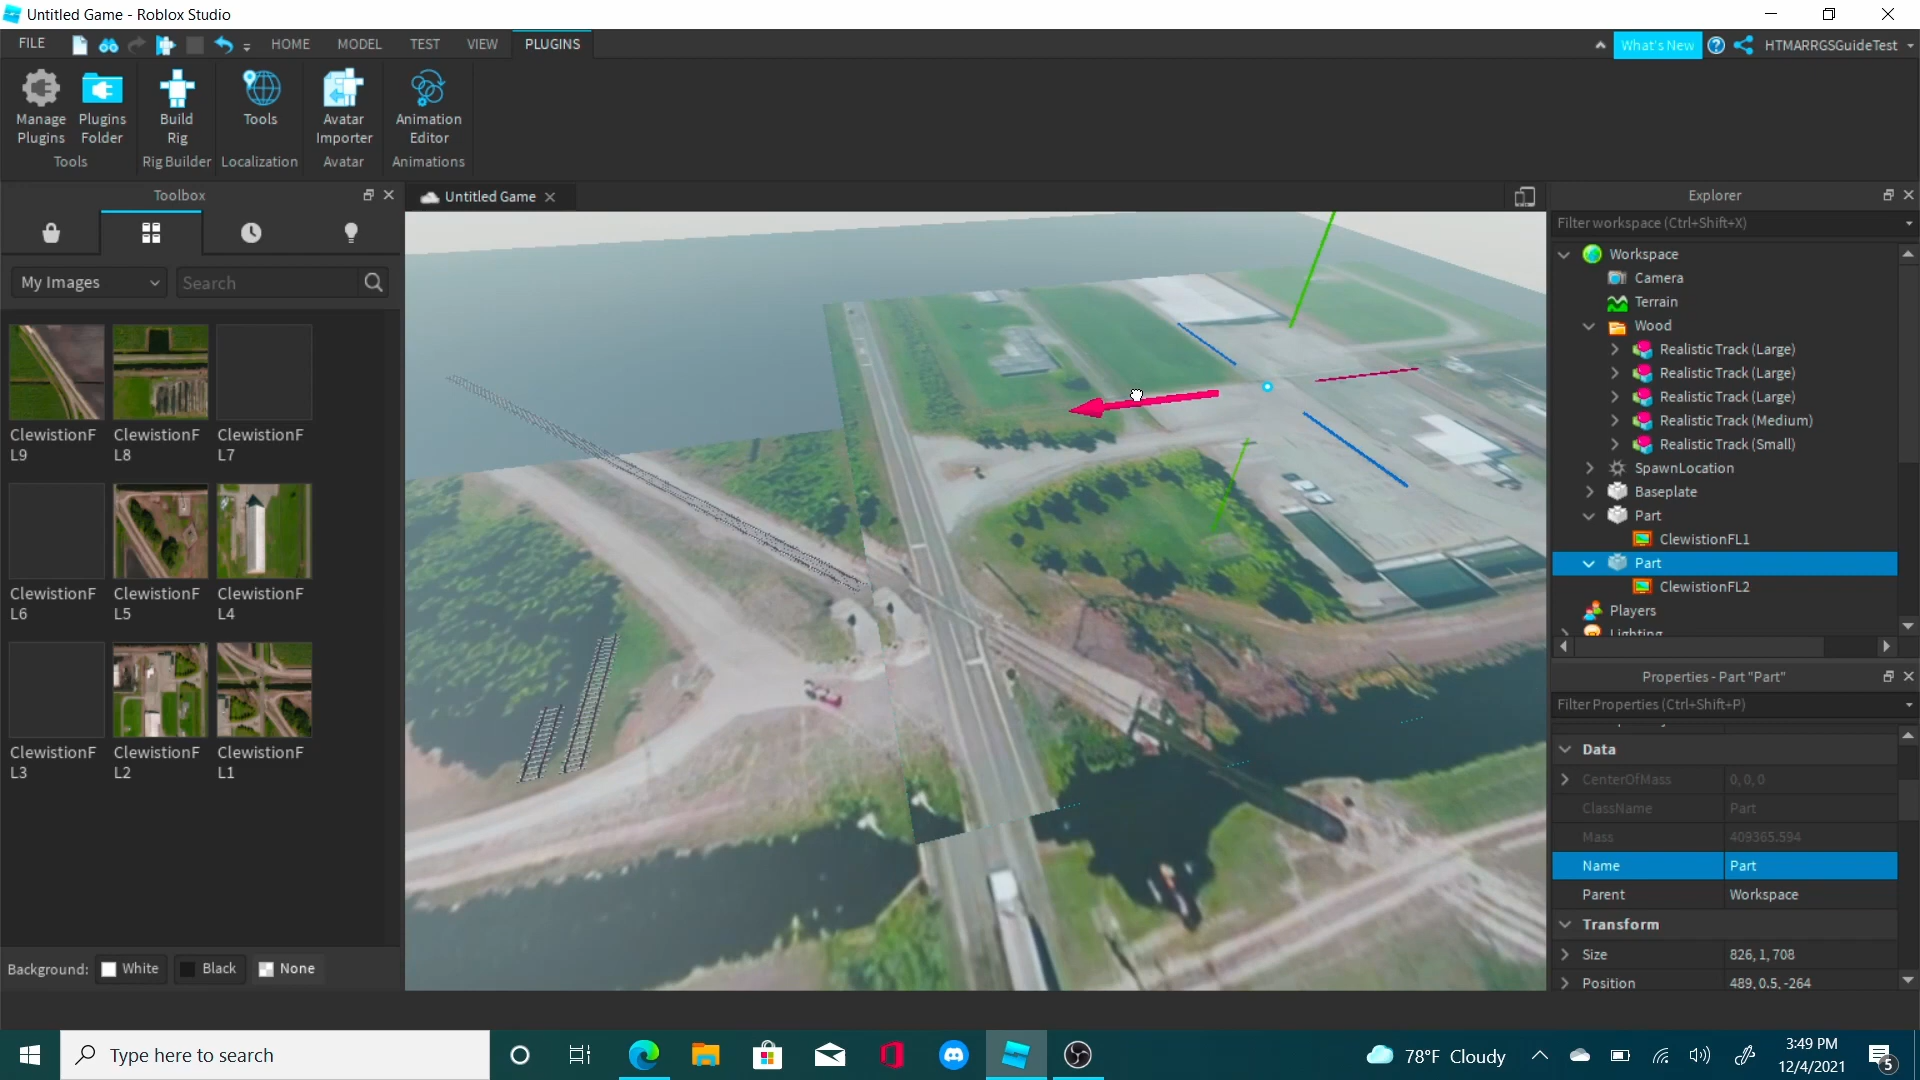 Untitled Game - Roblox Studio
FILE
HOME
MODEL
TEST
VIEW
PLUGINS
What's New
HTMARRGSGuideTest
Manage
Plugins
Plugins
Folder
Build
Rig
Tools
Avatar
Importer
Animation
Editor
Tools
Rig Builder
Localization
Avatar
Animations
Toolbox
Untitled Game
Explorer
My Images
Search
Filter workspace (Ctrl+Shift+X)
Workspace
Camera
Terrain
Wood
Realistic Track (Large)
Realistic Track (Large)
Realistic Track (Large)
Realistic Track (Medium)
Realistic Track (Small)
SpawnLocation
Baseplate
Part
ClewistionFL1
Part
ClewistionFL2
Players
Lighting
ClewistionF
L9
ClewistionF
L8
ClewistionF
L7
ClewistionF
L6
ClewistionF
L5
ClewistionF
L4
ClewistionF
L3
ClewistionF
L2
ClewistionF
L1
Background:
White
Black
None
Properties - Part "Part"
Filter Properties (Ctrl+Shift+P)
Data
CenterOfMass 0, 0, 0
ClassName Part
Mass 409365.594
Name Part
Parent Workspace
Transform
Size 826, 1, 708
Position 489, 0.5, -264
Type here to search
78°F Cloudy
3:49 PM
12/4/2021
5